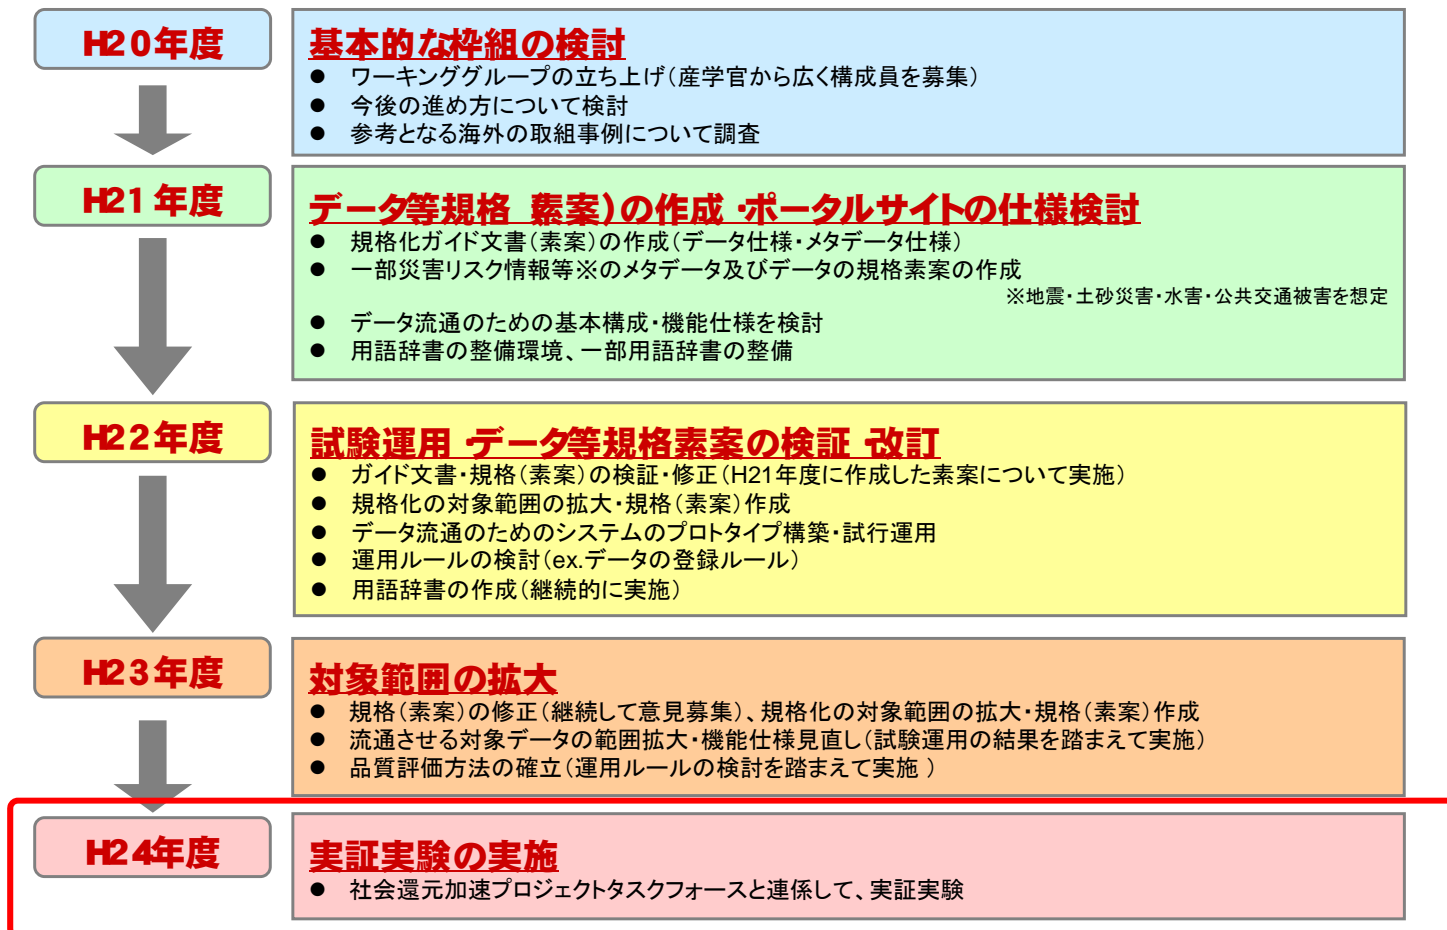 H20年度
基本的な枠組の検討
● ワーキンググループの立ち上げ（産学官から広く構成員を募集）
● 今後の進め方について検討
● 参考となる海外の取組事例について調査
H21年度
データ等規格（素案）の作成・ポータルサイトの仕様検討
● 規格化ガイド文書（素案）の作成（データ仕様・メタデータ仕様）
● 一部災害リスク情報等※のメタデータ及びデータの規格素案の作成
※地震・土砂災害・水害・公共交通被害を想定
● データ流通のための基本構成・機能仕様を検討
● 用語辞書の整備環境、一部用語辞書の整備
H22年度
試験運用・データ等規格素案の検証・改訂
● ガイド文書・規格（素案）の検証・修正（H21年度に作成した素案について実施）
● 規格化の対象範囲の拡大・規格（素案）作成
● データ流通のためのシステムのプロトタイプ構築・試行運用
● 運用ルールの検討（ex.データの登録ルール）
● 用語辞書の作成（継続的に実施）
H23年度
対象範囲の拡大
● 規格（素案）の修正（継続して意見募集）、規格化の対象範囲の拡大・規格（素案）作成
● 流通させる対象データの範囲拡大・機能仕様見直し（試験運用の結果を踏まえて実施）
● 品質評価方法の確立（運用ルールの検討を踏まえて実施 ）
H24年度
実証実験の実施
● 社会還元加速プロジェクトタスクフォースと連係して、実証実験